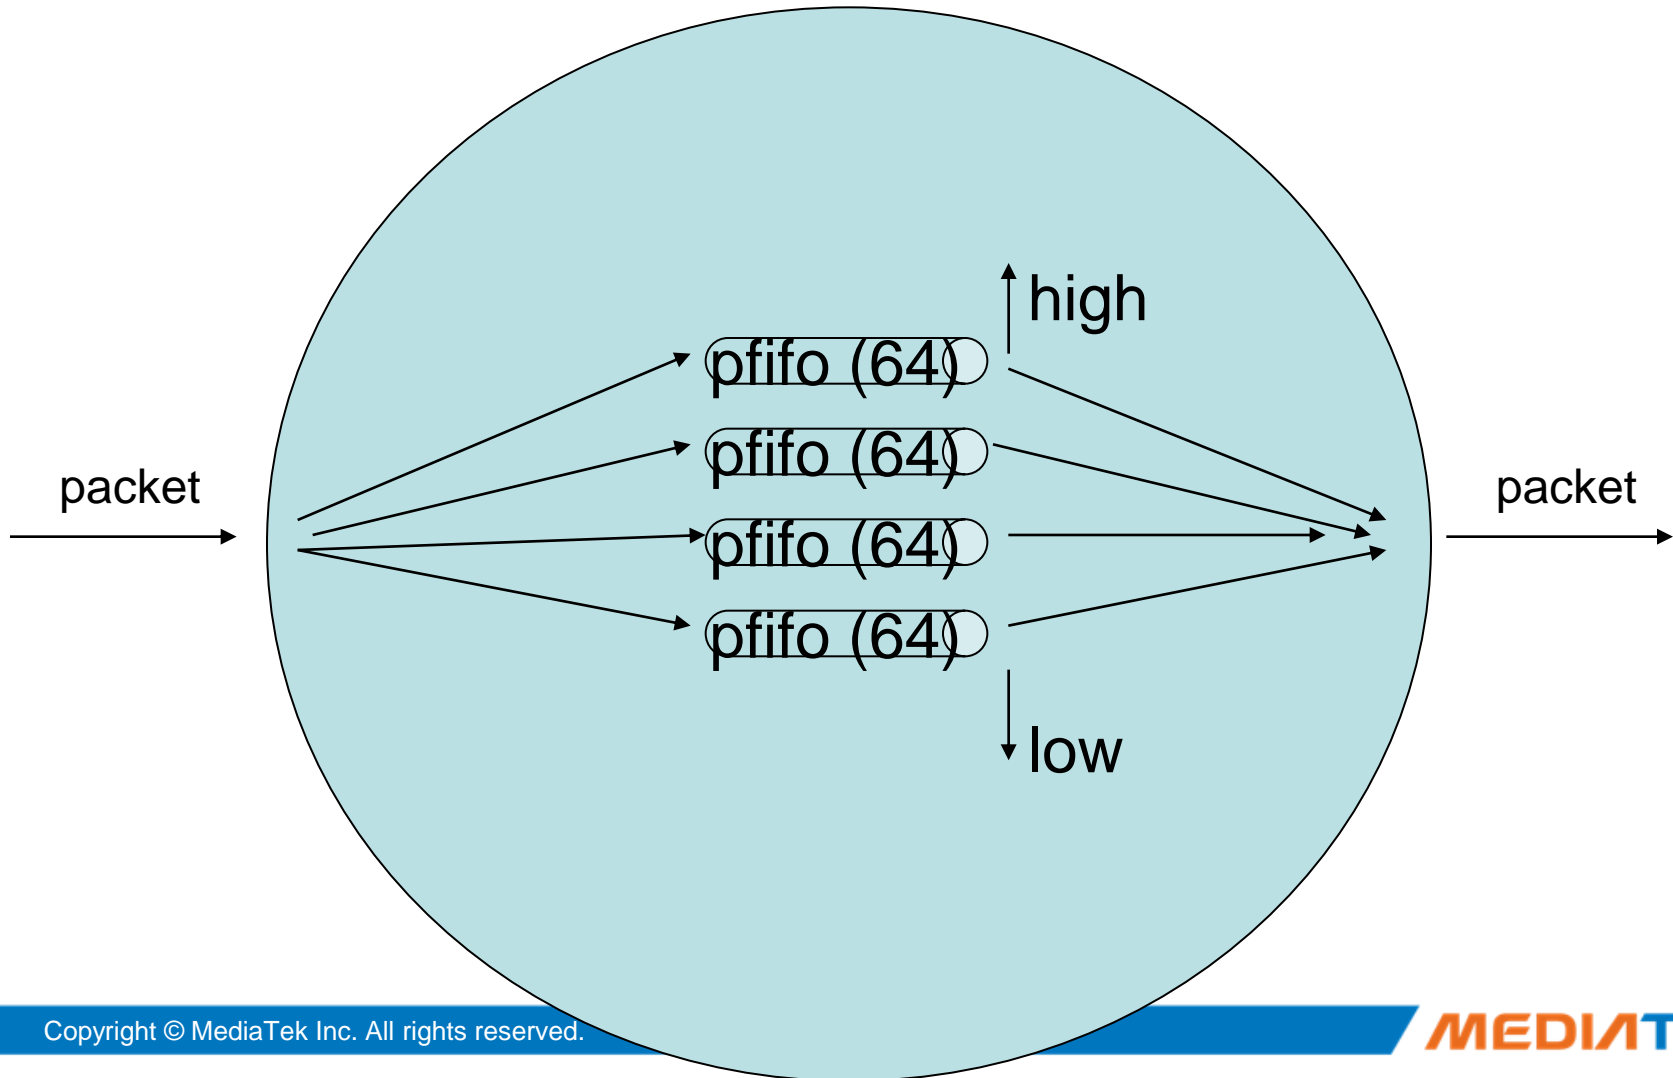 high
pfifo (64)
pfifo (64)
packet
packet
pfifo (64)
pfifo (64)
low
Copyright © MediaTek Inc. All rights reserved.
MEDIAT